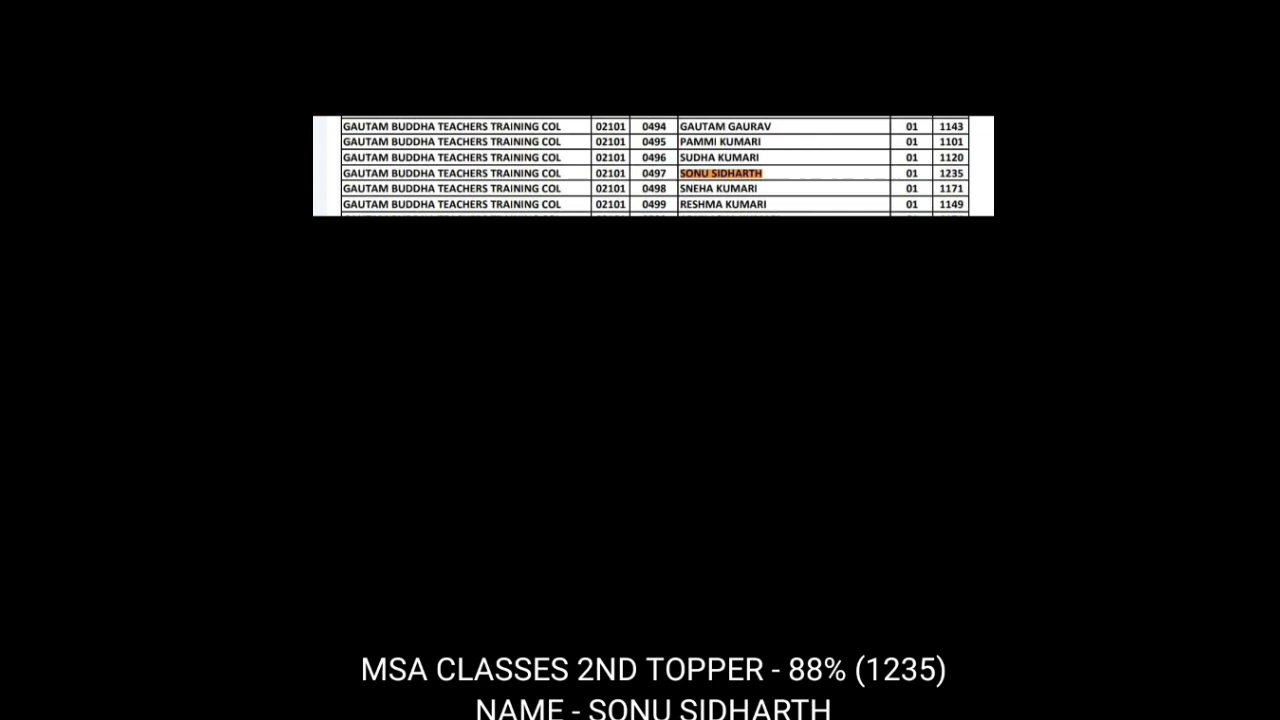 GAUTAM BUDDHA TEACHERS TRAINING COL 02101 0494 GAUTAM GAURAV 01 1143
GAUTAM BUDDHA TEACHERS TRAINING COL 02101 0495 PAMMI KUMARI 01 1101
GAUTAM BUDDHA TEACHERS TRAINING COL 02101 0496 SUDHA KUMARI 01 1120
GAUTAM BUDDHA TEACHERS TRAINING COL 02101 0497 SONU SIDHARTH 01 1235
GAUTAM BUDDHA TEACHERS TRAINING COL 02101 0498 SNEHA KUMARI 01 1171
GAUTAM BUDDHA TEACHERS TRAINING COL 02101 0499 RESHMA KUMARI 01 1149
MSA CLASSES 2ND TOPPER - 88% (1235)
NAME - SONU SIDHARTH